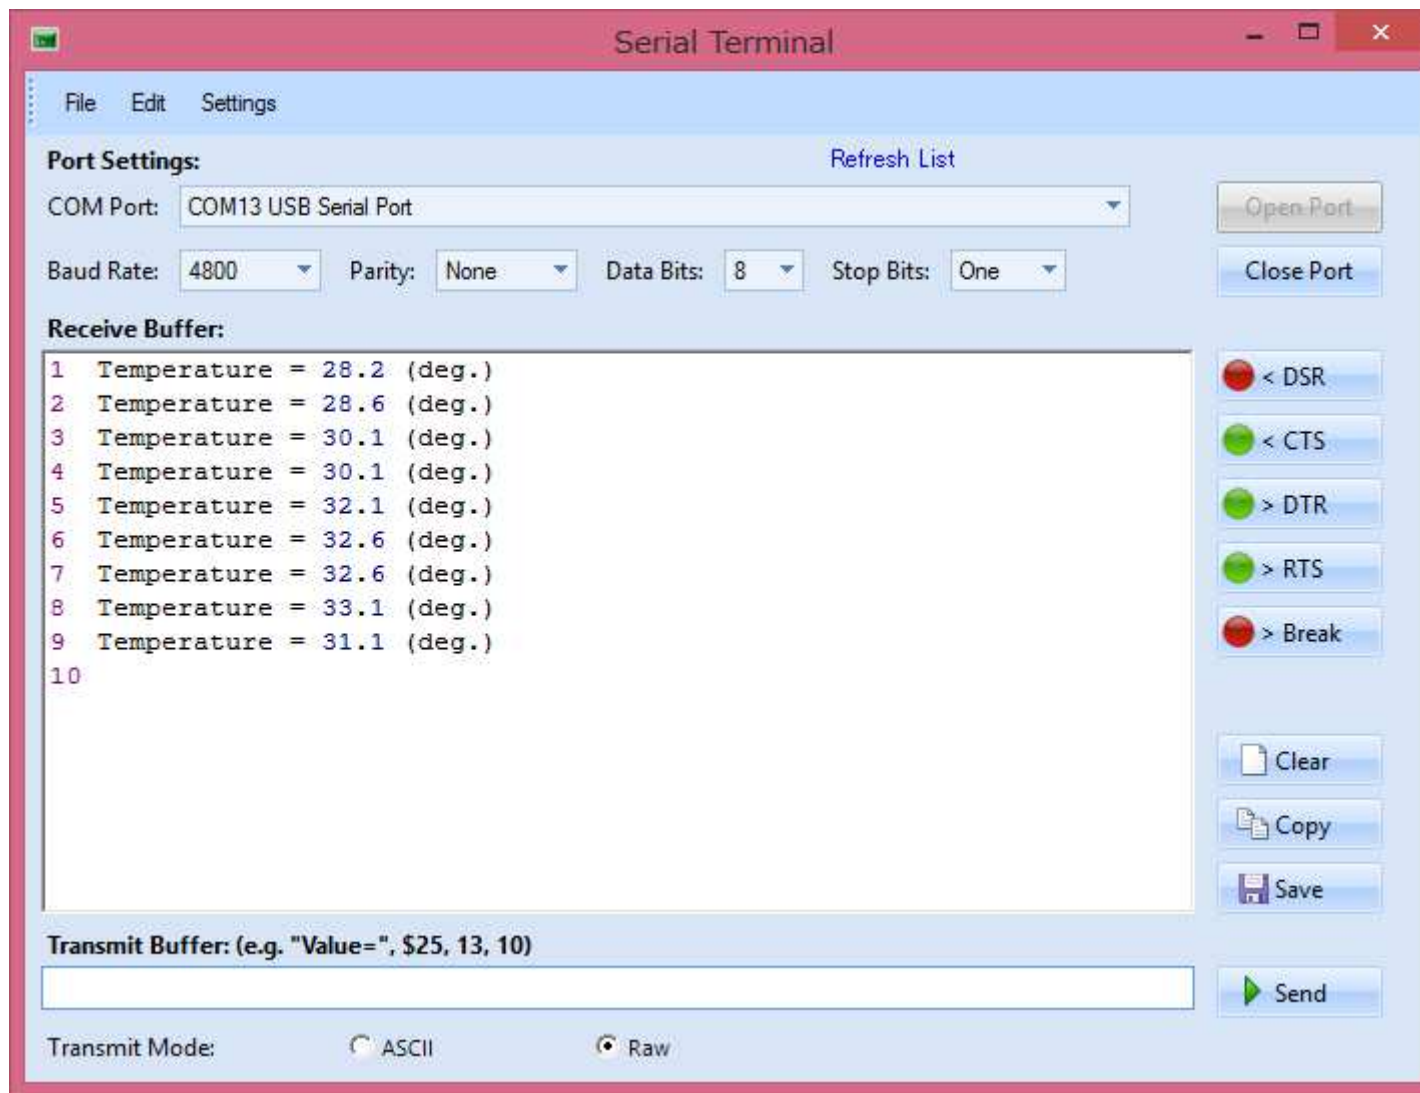 Serial Terminal
File Edit Settings
Port Settings: Refresh List
COM Port: COM13 USB Serial Port Open Port
Baud Rate: 4800 Parity: None Data Bits: 8 Stop Bits: One Close Port
Receive Buffer:
1 Temperature = 28.2 (deg.)
2 Temperature = 28.6 (deg.)
3 Temperature = 30.1 (deg.)
4 Temperature = 30.1 (deg.)
5 Temperature = 32.1 (deg.)
6 Temperature = 32.6 (deg.)
7 Temperature = 32.6 (deg.)
8 Temperature = 33.1 (deg.)
9 Temperature = 31.1 (deg.)
10
< DSR
< CTS
> DTR
> RTS
> Break
Clear
Copy
Save
Transmit Buffer: (e.g. "Value=", $25, 13, 10)
Send
Transmit Mode: ASCII Raw